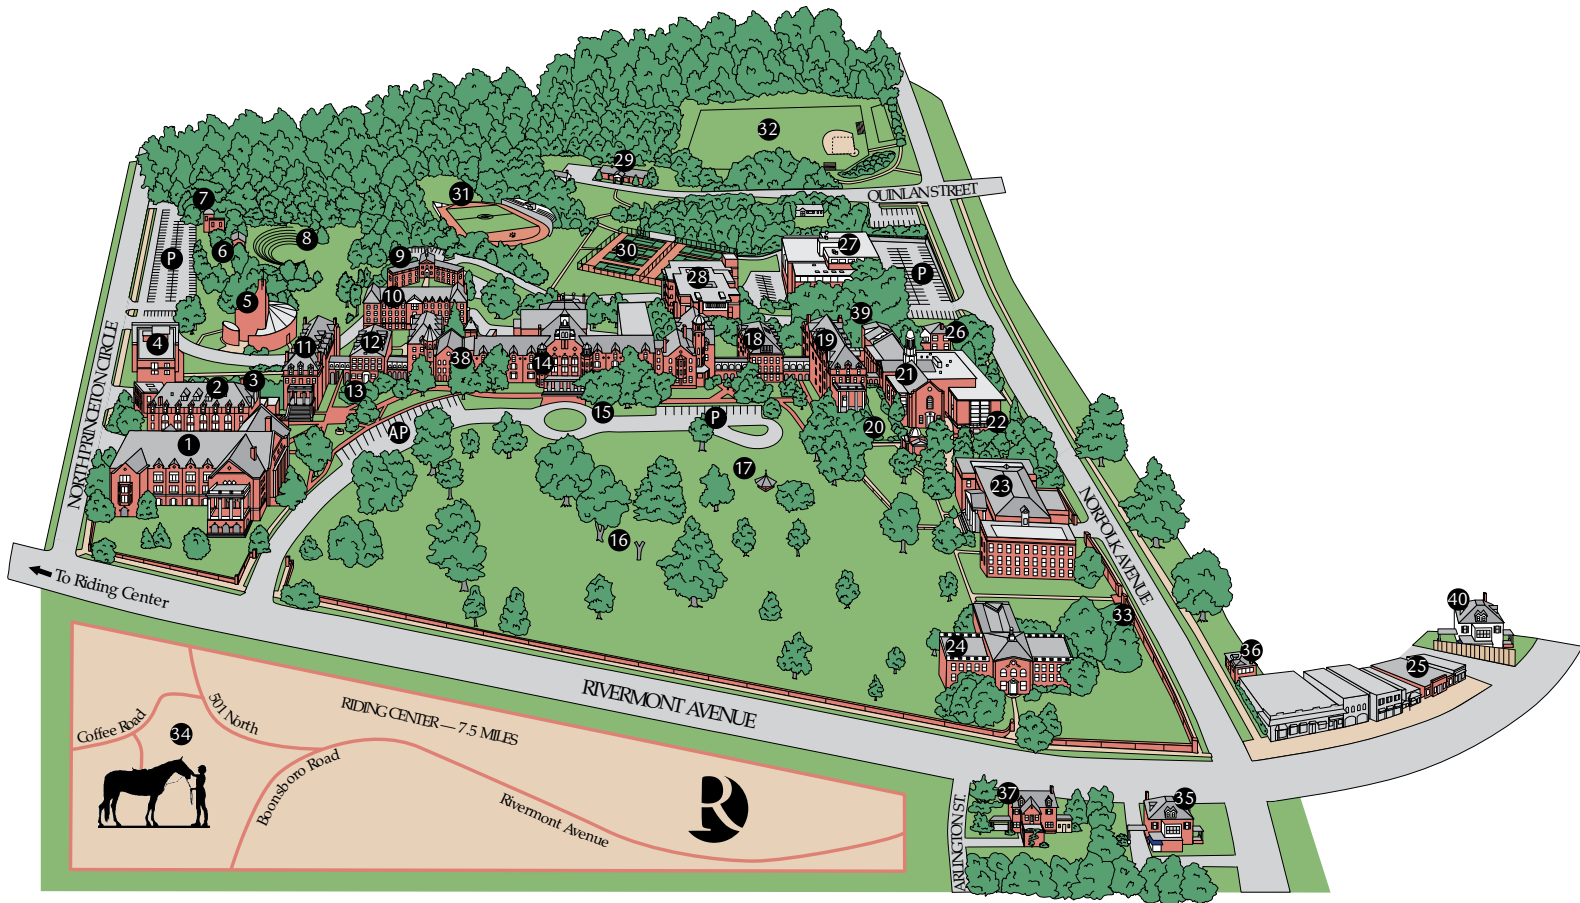 32
29
QUINLAN STREET
7
31
6
8
27
30
P
9
28
P
5
10
39
NORTH PRINCETON CIRCLE
4
11
12
18
19
26
38
14
21
2
3
13
15
P
20
22
AP
1
17
23
16
NORFOLK AVENUE
To Riding Center
40
33
24
36
25
RIVERMONT AVENUE
501 North
RIDING CENTER — 7.5 MILES
Coffee Road
34
Boonsboro Road
Rivermont Avenue
R
ARLINGTON ST.
37
35